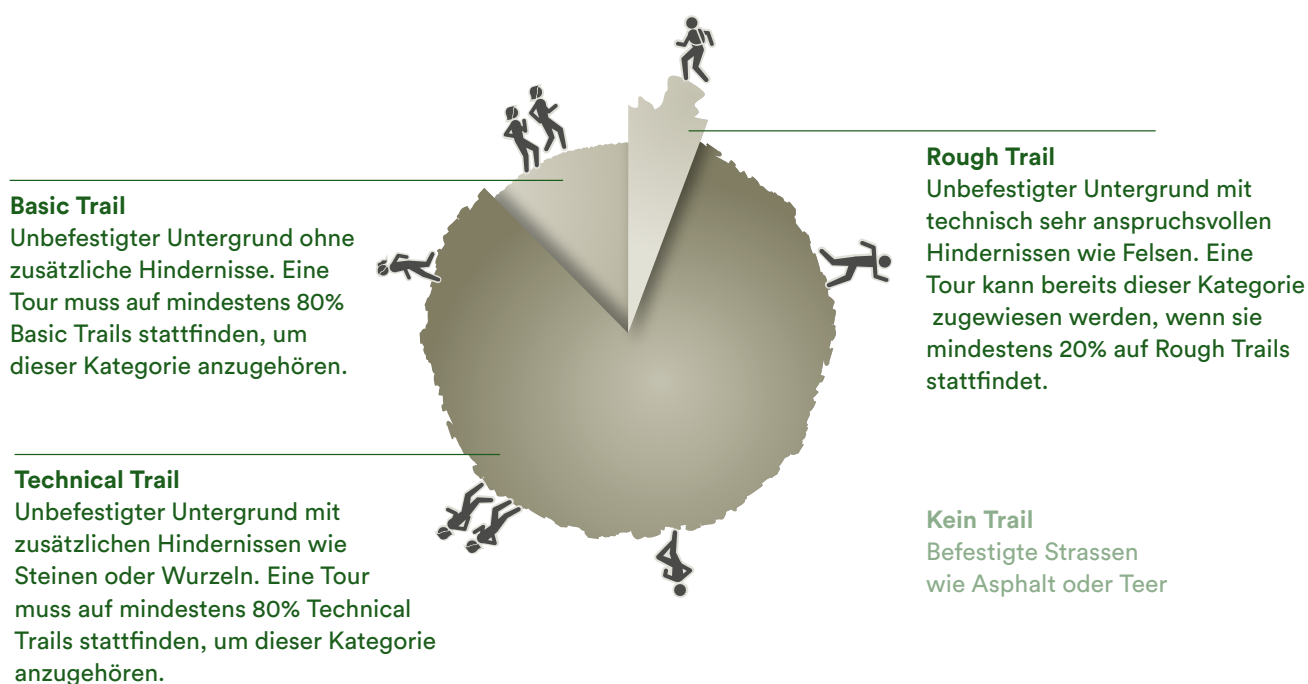 Basic Trail
Unbefestigter Untergrund ohne
zusätzliche Hindernisse. Eine
Tour muss auf mindestens 80%
Basic Trails stattfinden, um
dieser Kategorie anzugehören.
Technical Trail
Unbefestigter Untergrund mit
zusätzlichen Hindernissen wie
Steinen oder Wurzeln. Eine Tour
muss auf mindestens 80% Technical
Trails stattfinden, um dieser Kategorie
anzugehören.
Rough Trail
Unbefestigter Untergrund mit
technisch sehr anspruchsvollen
Hindernissen wie Felsen. Eine
Tour kann bereits dieser Kategorie
zugewiesen werden, wenn sie
mindestens 20% auf Rough Trails
stattfindet.
Kein Trail
Befestigte Strassen
wie Asphalt oder Teer